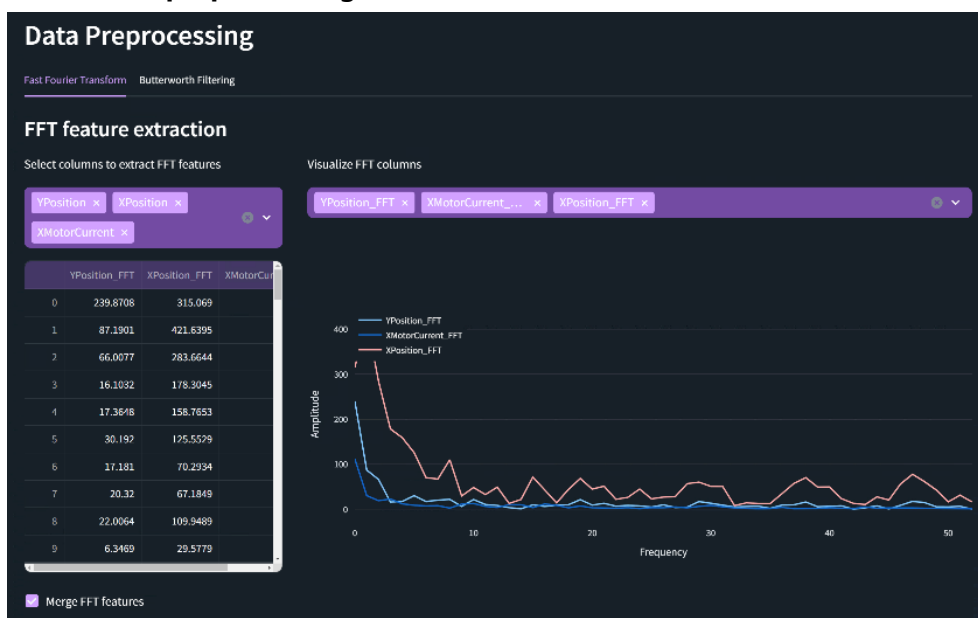 Data Preprocessing
Fast Fourier Transform Butterworth Filtering
FFT feature extraction
Select columns to extract FFT features
YPosition × XPosition ×
XMotorCurrent ×
YPosition_FFT XPosition_FFT XMotorCur
0 239.8708 315.069
1 87.1901 421.6395
2 66.0077 283.6644
3 16.1032 178.3045
4 17.3648 158.7653
5 30.192 125.5529
6 17.181 70.2934
7 20.32 67.1849
8 22.0064 109.9489
9 6.3469 29.5779
Merge FFT features
Visualize FFT columns
YPosition_FFT × XMotorCurrent_... × XPosition_FFT ×
YPosition_FFT
XMotorCurrent_FFT
XPosition_FFT
400
300
200
100
0
Amplitude
0 10 20 30 40 50
Frequency